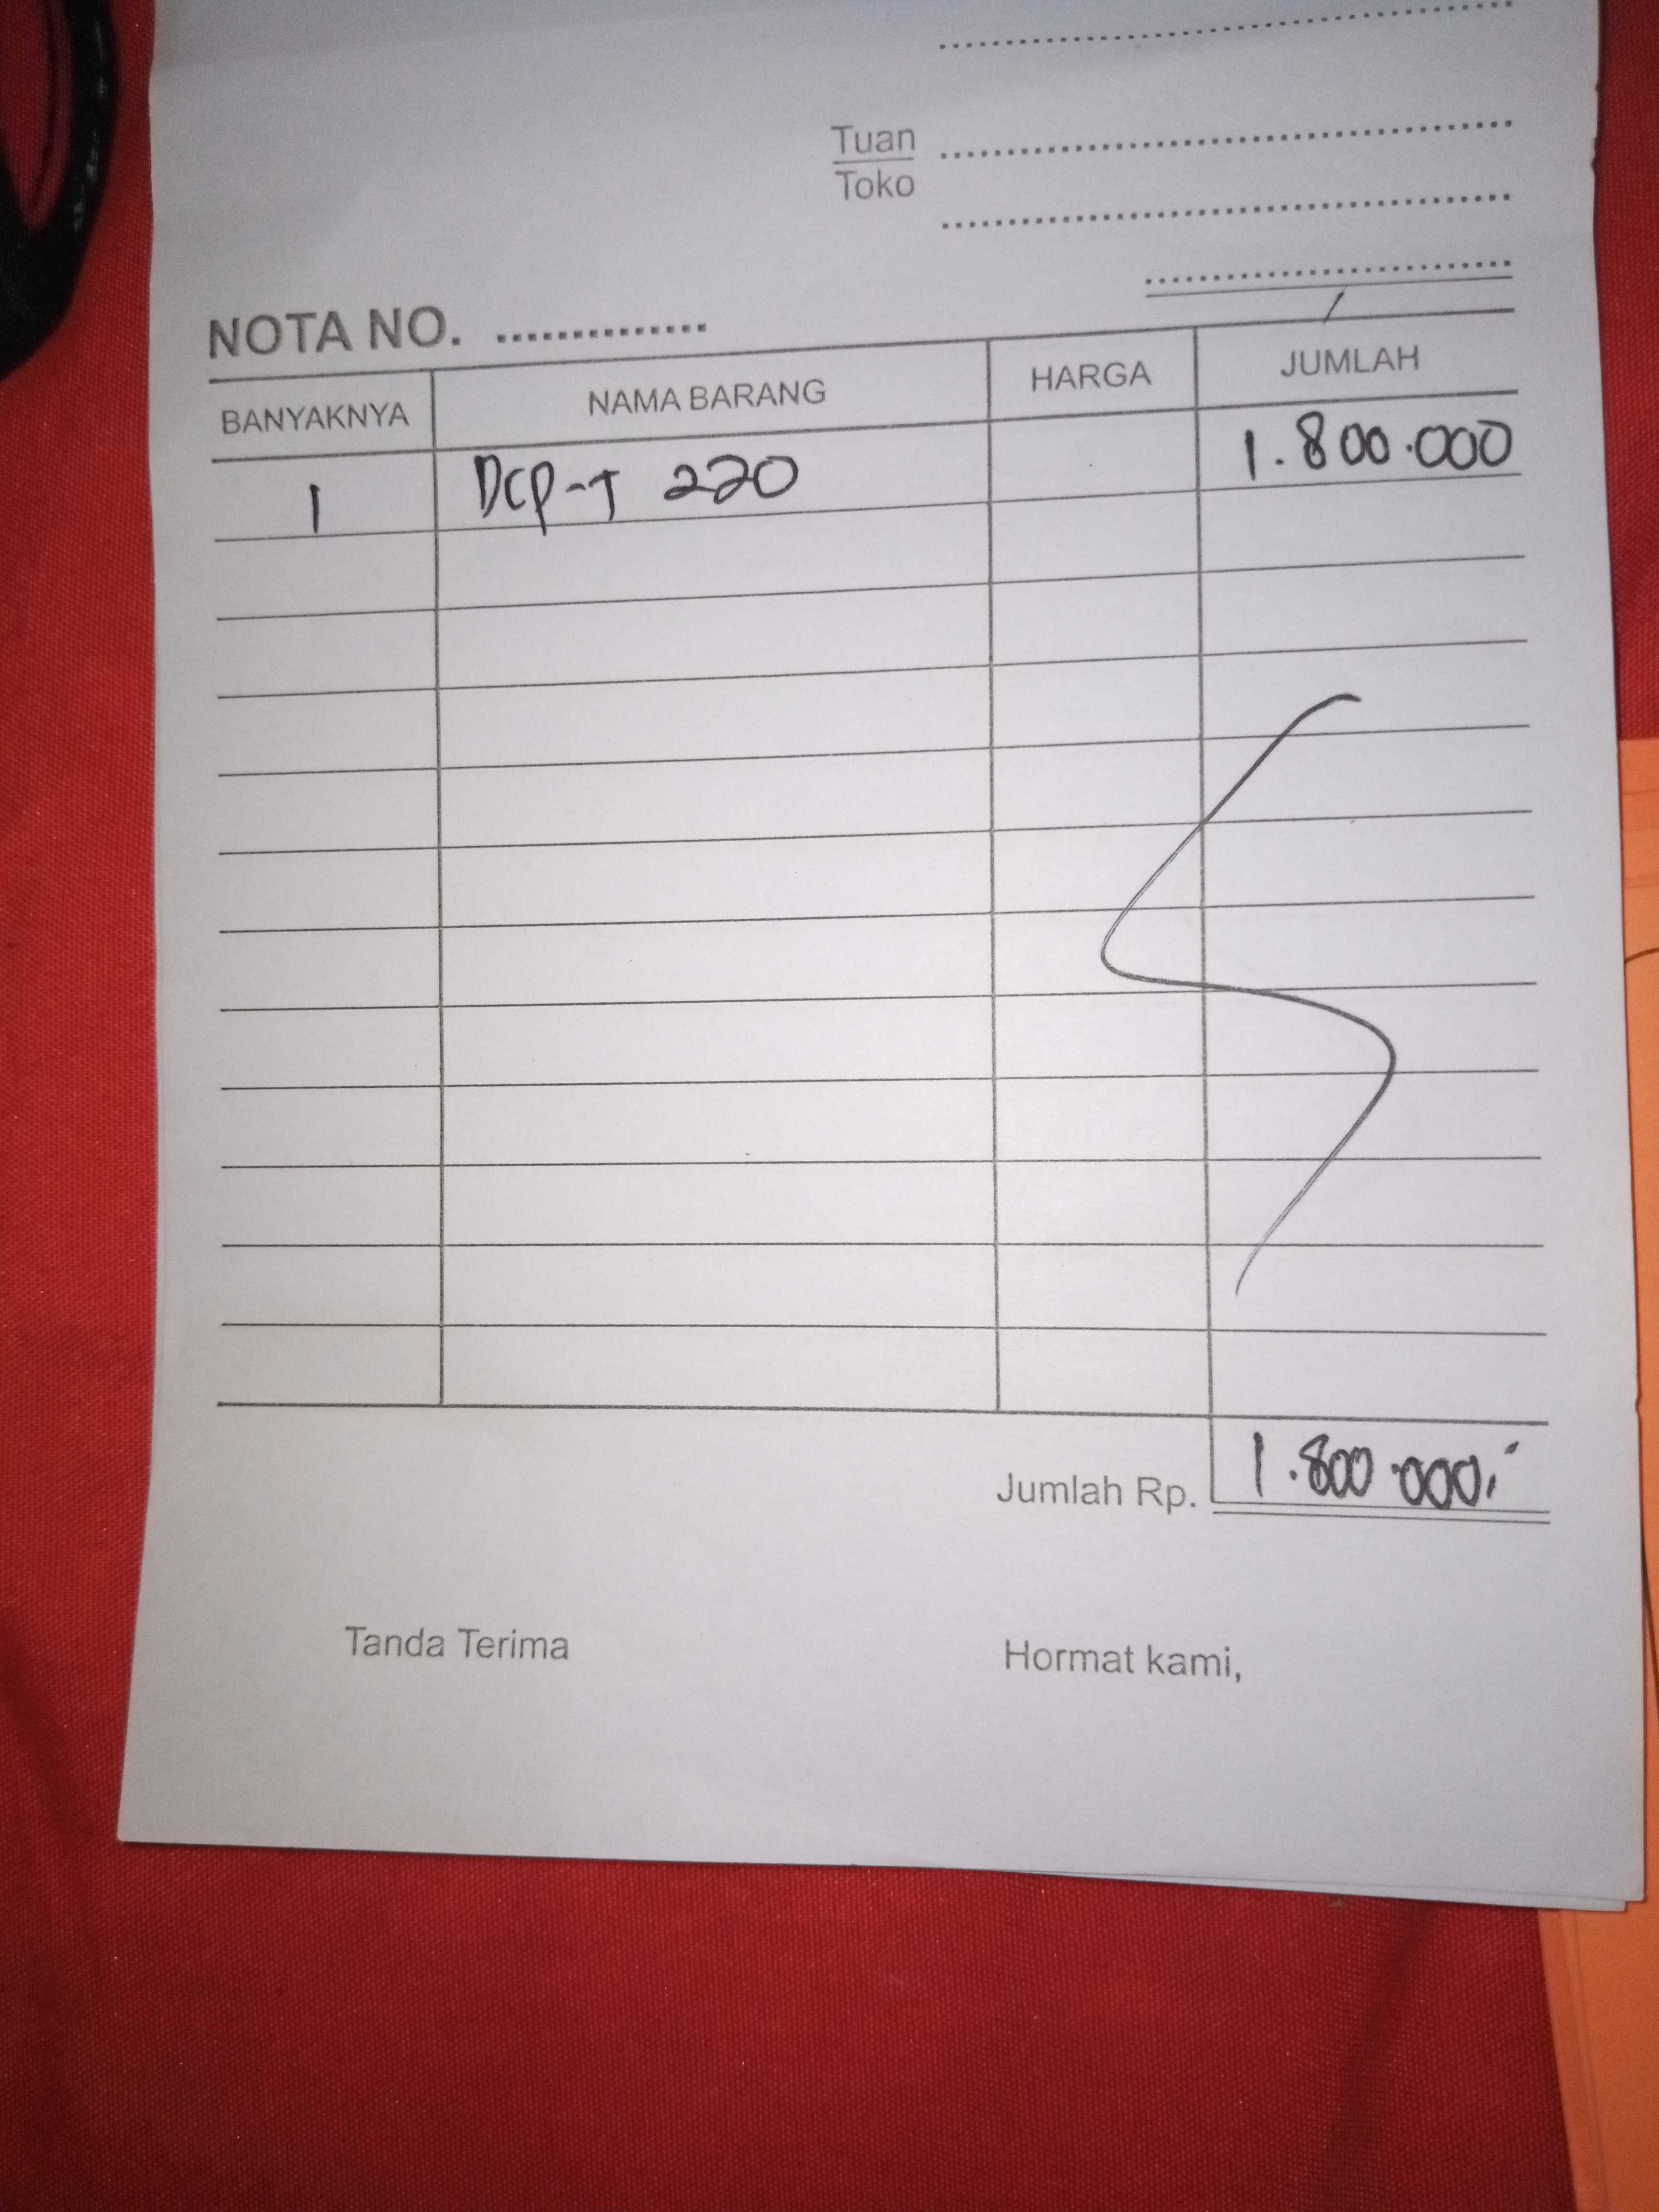 Tuan
Toko
NOTA NO. ..............
BANYAKNYA NAMA BARANG HARGA JUMLAH
1 DCP-T 220 1.800.000
Jumlah Rp. 1.800.000,-
Tanda Terima Hormat kami,